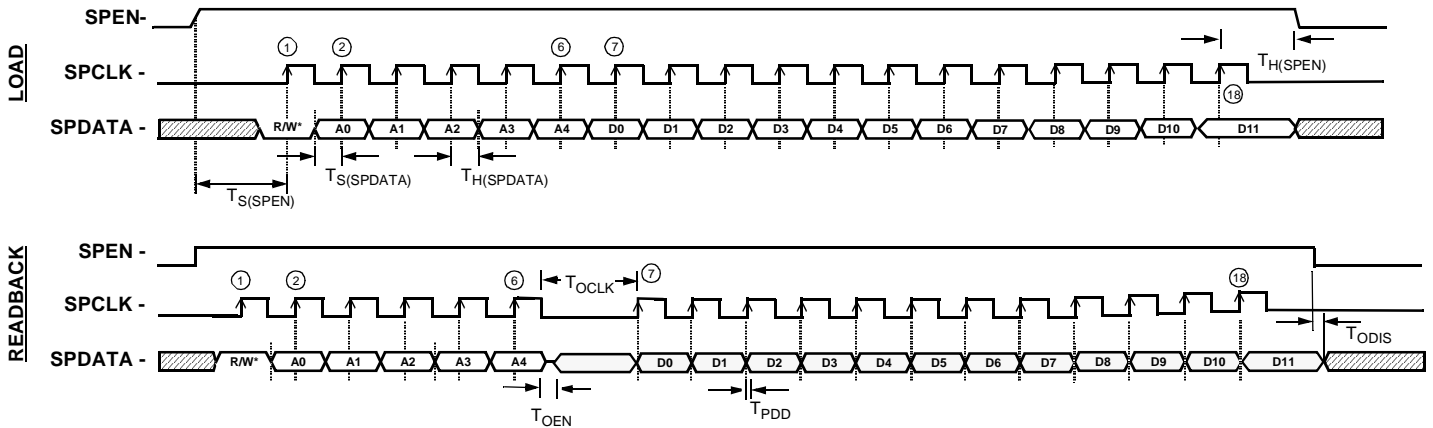 SPEN-
LOAD
1 2 6 7
SPCLK -
TH(SPEN)
18
SPDATA - R/W* A0 A1 A2 A3 A4 D0 D1 D2 D3 D4 D5 D6 D7 D8 D9 D10 D11
TS(SPDATA) TH(SPDATA)
TS(SPEN)
READBACK
SPEN -
1 2 6 TOCLK 7 18
SPCLK -
TODIS
SPDATA - R/W* A0 A1 A2 A3 A4 D0 D1 D2 D3 D4 D5 D6 D7 D8 D9 D10 D11
TOEN TPDD